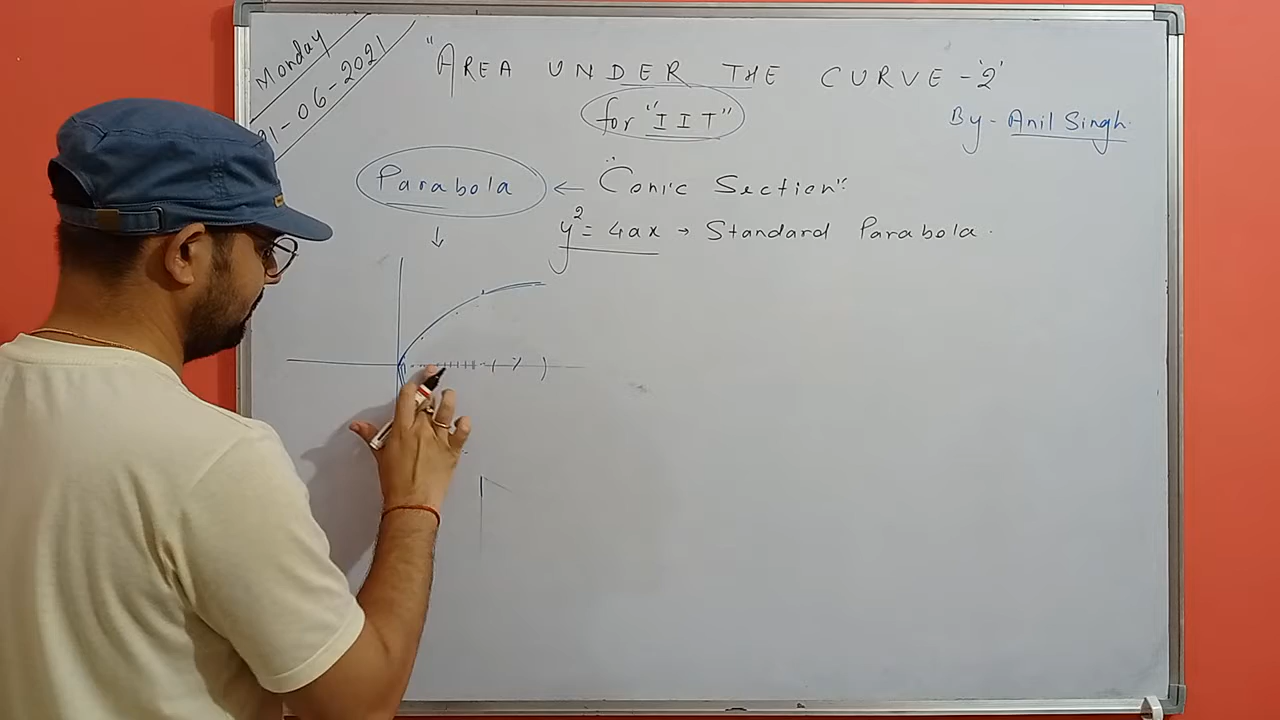 Monday
21-06-2021
"AREA UNDER THE CURVE -'2'
for "IIT"
By- Anil Singh.
Parabola ← "Conic Section".
↓
y² = 4ax → Standard Parabola.